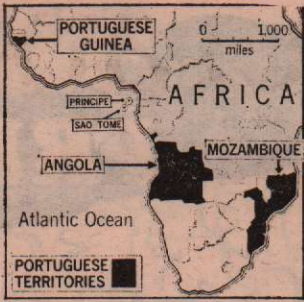 PORTUGUESE
GUINEA
0 1,000
miles
PRINCIPE
SAO TOME
AFRICA
MOZAMBIQUE
ANGOLA
Atlantic Ocean
PORTUGUESE
TERRITORIES